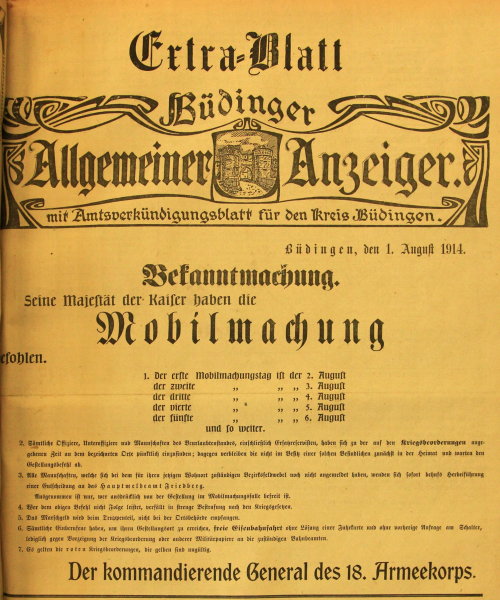 Extra-Blatt
Büdinger
Allgemeiner Anzeiger.
mit Amtsverkündigungsblatt für den Kreis Büdingen.
Büdingen, den 1. August 1914.
Bekanntmachung.
Seine Majestät der Kaiser haben die
Mobilmachung
efohlen.
1. der erste Mobilmachungstag ist der 2. August
der zweite „ „ „ 3. August
der dritte „ „ „ 4. August
der vierte „ „ „ 5. August
der fünfte „ „ „ 6. August
und so weiter.
2. Sämtliche Offiziere, Unteroffiziere und Mannschaften des Beurlaubtenstandes, einschließlich Ersatzreservisten, haben sich zu der auf den Kriegsbeorderungen ange-
gebenen Zeit an dem bezeichneten Orte pünktlich einzufinden; dagegen verbleiben die nicht im Besitz einer solchen Befindlichen zunächst in der Heimat und warten den
Gestellungsbefehl ab.
3. Alle Mannschaften, welche sich bei dem für ihren jetzigen Wohnort zuständigen Bezirksfeldwebel noch nicht angemeldet haben, wenden sich sofort behufs Herbeiführung
einer Entscheidung an das Hauptmeldeamt Friedberg.
Ausgenommen ist nur, wer ausdrücklich von der Gestellung im Mobilmachungsfalle befreit ist.
4. Wer dem obigen Befehl nicht Folge leistet, verfällt in strenge Bestrafung nach den Kriegsgesetzen.
5. Das Marschgeld wird beim Truppenteil, nicht bei der Ortsbehörde empfangen.
6. Sämtliche Einberufene haben, um ihren Gestellungsort zu erreichen, freie Eisenbahnfahrt ohne Lösung einer Fahrkarte und ohne vorherige Anfrage am Schalter,
lediglich gegen Vorzeigung der Kriegsbeorderung oder anderer Militärpapiere an die zuständigen Bahnbeamten.
7. Es gelten die roten Kriegsbeorderungen, die gelben sind ungültig.
Der kommandierende General des 18. Armeekorps.